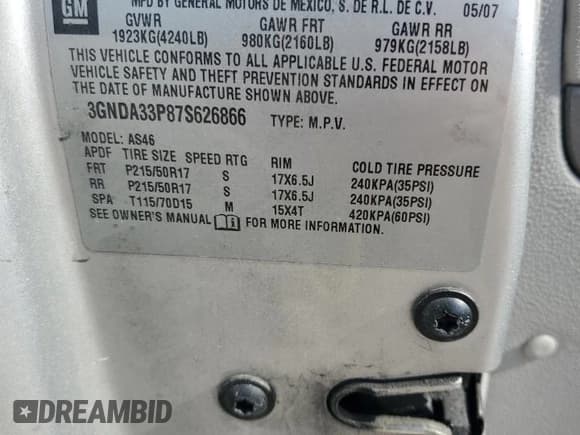 GM
MFD BY GENERAL MOTORS DE MEXICO, S. DE R.L. DE C.V. 05/07
GVWR GAWR FRT GAWR RR
1923KG(4240LB) 980KG(2160LB) 979KG(2158LB)
THIS VEHICLE CONFORMS TO ALL APPLICABLE U.S. FEDERAL MOTOR
VEHICLE SAFETY AND THEFT PREVENTION STANDARDS IN EFFECT ON
THE DATE OF MANUFACTURE SHOWN ABOVE.
3GNDA33P87S626866 TYPE: M.P.V.
MODEL: AS46
APDF TIRE SIZE SPEED RTG RIM COLD TIRE PRESSURE
FRT P215/50R17 S 17X6.5J 240KPA(35PSI)
RR P215/50R17 S 17X6.5J 240KPA(35PSI)
SPA T115/70D15 M 15X4T 420KPA(60PSI)
SEE OWNER'S MANUAL FOR MORE INFORMATION.
DREAMBID